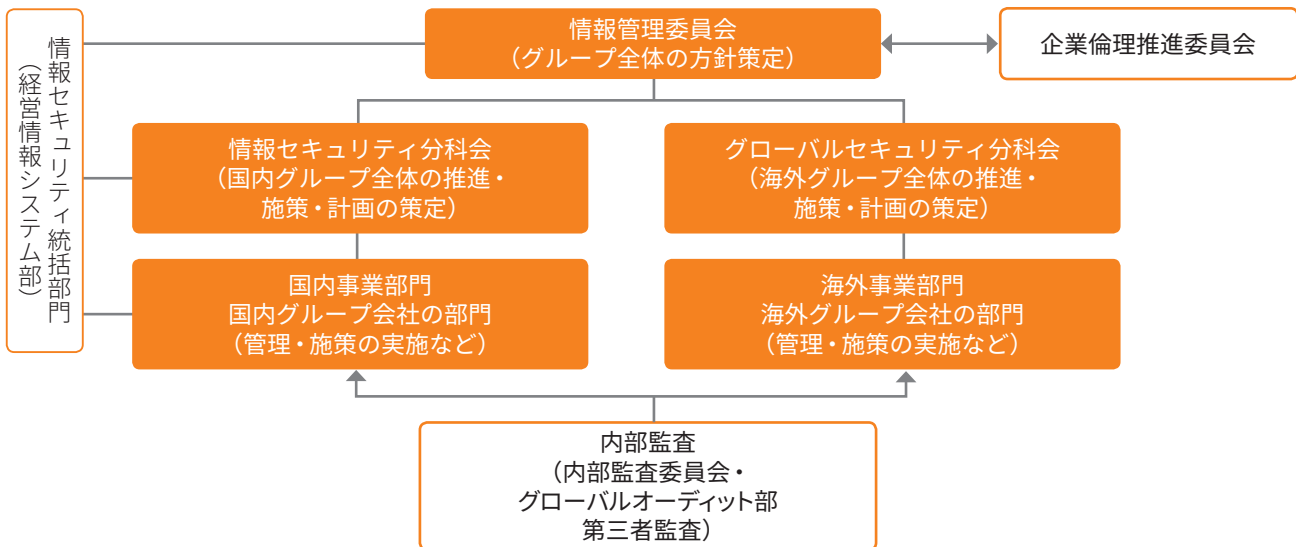 情報セキュリティ統括部門
（経営情報システム部）
情報管理委員会
（グループ全体の方針策定）
企業倫理推進委員会
情報セキュリティ分科会
（国内グループ全体の推進・
施策・計画の策定）
グローバルセキュリティ分科会
（海外グループ全体の推進・
施策・計画の策定）
国内事業部門
国内グループ会社の部門
（管理・施策の実施など）
海外事業部門
海外グループ会社の部門
（管理・施策の実施など）
内部監査
（内部監査委員会・
グローバルオーディット部
第三者監査）